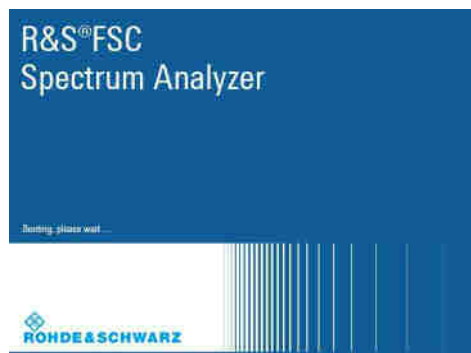 R&S®FSC
Spectrum Analyzer
Booting, please wait ...
ROHDE&SCHWARZ